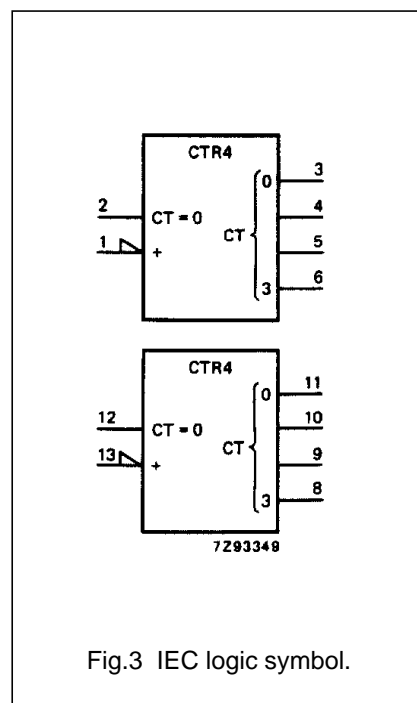 CTR4
0 3
2 CT = 0 4
CT
1 + 5
3 6
CTR4
0 11
12 CT = 0 10
CT
13 + 9
3 8
7Z93349
Fig.3 IEC logic symbol.